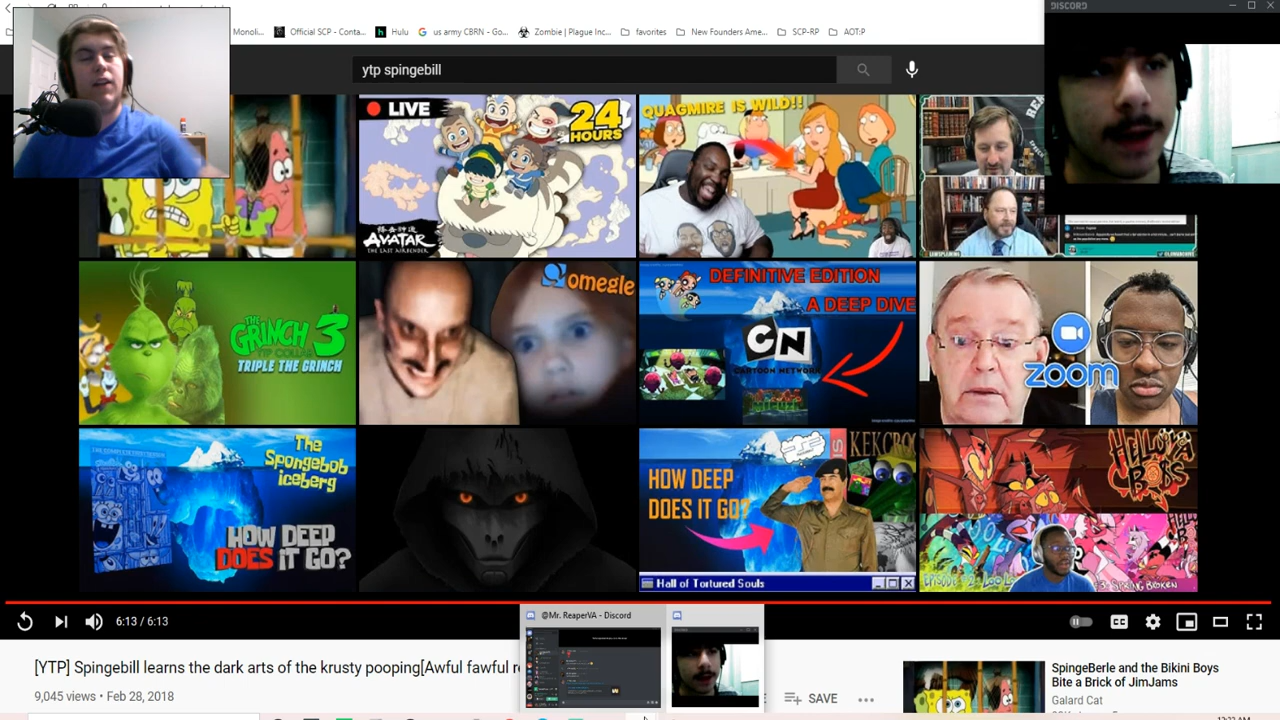 DISCORD
Monoli...
Official SCP - Conta...
Hulu
us army CBRN - Go...
Zombie | Plague Inc...
favorites
New Founders Ame...
SCP-RP
AOT:P
ytp spingebill
LIVE
24
HOURS
AVATAR
THE LAST AIRBENDER
QUAGMIRE IS WILD!!
THE
GRINCH 3
YTP COLLAB
TRIPLE THE GRINCH
omegle
DEFINITIVE EDITION
A DEEP DIVE
CN
CARTOON NETWORK
zoom
The
Spongebob
iceberg
HOW DEEP
DOES IT GO?
HOW DEEP
DOES IT GO?
KEKCRO
Hall of Tortured Souls
HELLUVA
BOSS
6:13 / 6:13
CC
@Mr. ReaperVA - Discord
[YTP] Spingebill learns the dark arts of the krusty pooping[Awful fawful r
9,045 views • Feb 28, 2018
SAVE
SpingeBerle and the Bikini Boys
Bite a Brick of JimJams
Galard Cat